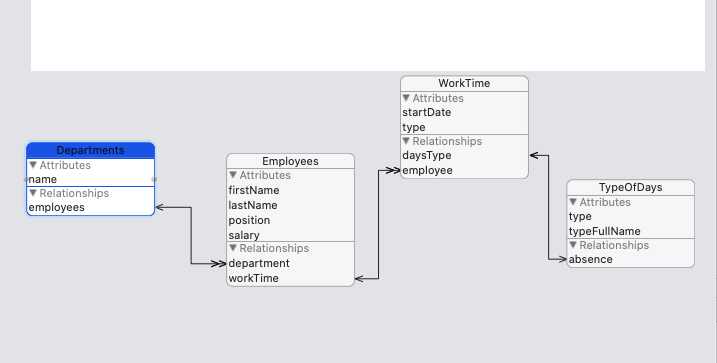 Departments
Attributes
name
Relationships
employees
Employees
Attributes
firstName
lastName
position
salary
Relationships
department
workTime
WorkTime
Attributes
startDate
type
Relationships
daysType
employee
TypeOfDays
Attributes
type
typeFullName
Relationships
absence